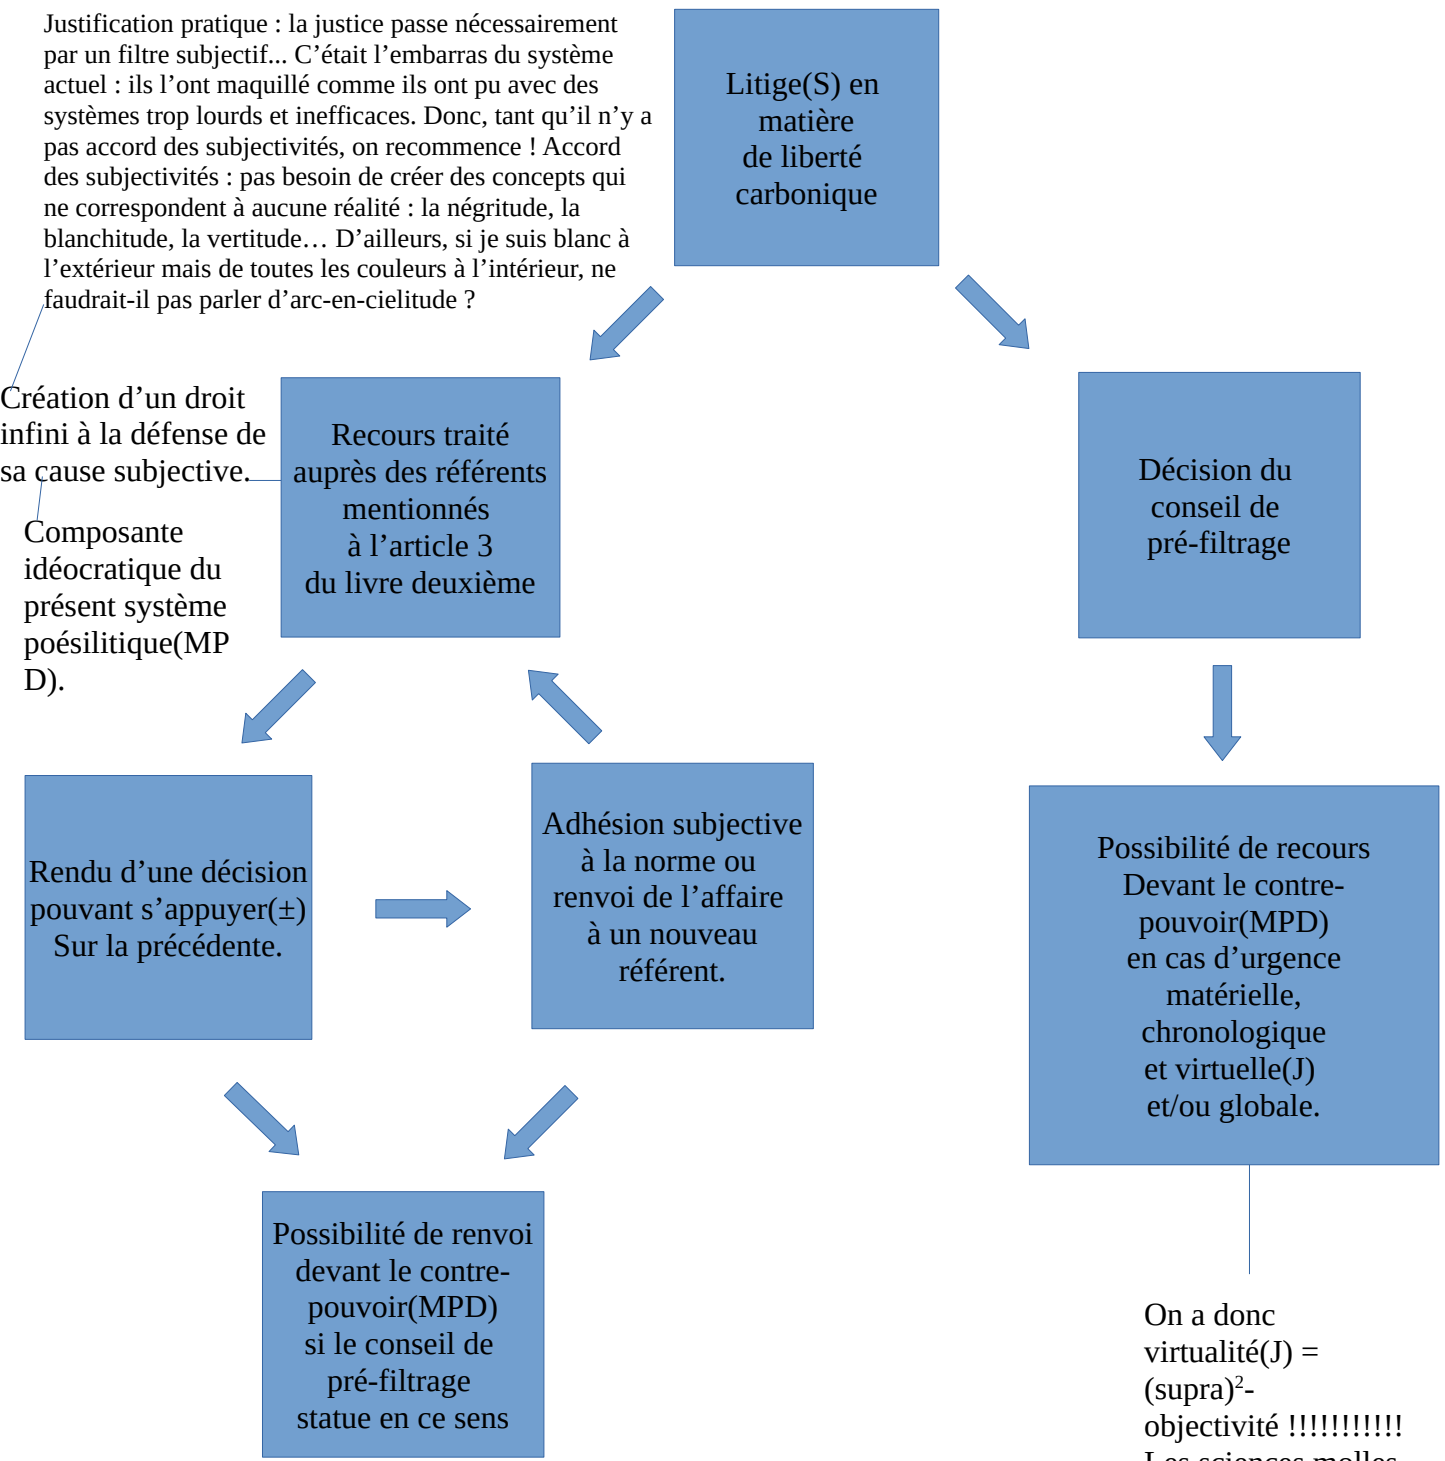 Justification pratique : la justice passe nécessairement
par un filtre subjectif... C’était l’embarras du système
actuel : ils l’ont maquillé comme ils ont pu avec des
systèmes trop lourds et inefficaces. Donc, tant qu’il n’y a
pas accord des subjectivités, on recommence ! Accord
des subjectivités : pas besoin de créer des concepts qui
ne correspondent à aucune réalité : la négritude, la
blanchitude, la vertitude… D’ailleurs, si je suis blanc à
l’extérieur mais de toutes les couleurs à l’intérieur, ne
faudrait-il pas parler d’arc-en-cielitude ?
Litige(S) en
matière
de liberté
carbonique
Création d’un droit
infini à la défense de
sa cause subjective.
Composante
idéocratique du
présent système
poésilitique(MP
D).
Recours traité
auprès des référents
mentionnés
à l’article 3
du livre deuxième
Décision du
conseil de
pré-filtrage
Rendu d’une décision
pouvant s’appuyer(±)
Sur la précédente.
Adhésion subjective
à la norme ou
renvoi de l’affaire
à un nouveau
référent.
Possibilité de recours
Devant le contre-
pouvoir(MPD)
en cas d’urgence
matérielle,
chronologique
et virtuelle(J)
et/ou globale.
Possibilité de renvoi
devant le contre-
pouvoir(MPD)
si le conseil de
pré-filtrage
statue en ce sens
On a donc
virtualité(J) =
(supra)²-
objectivité !!!!!!!!!!!
Les sciences molles